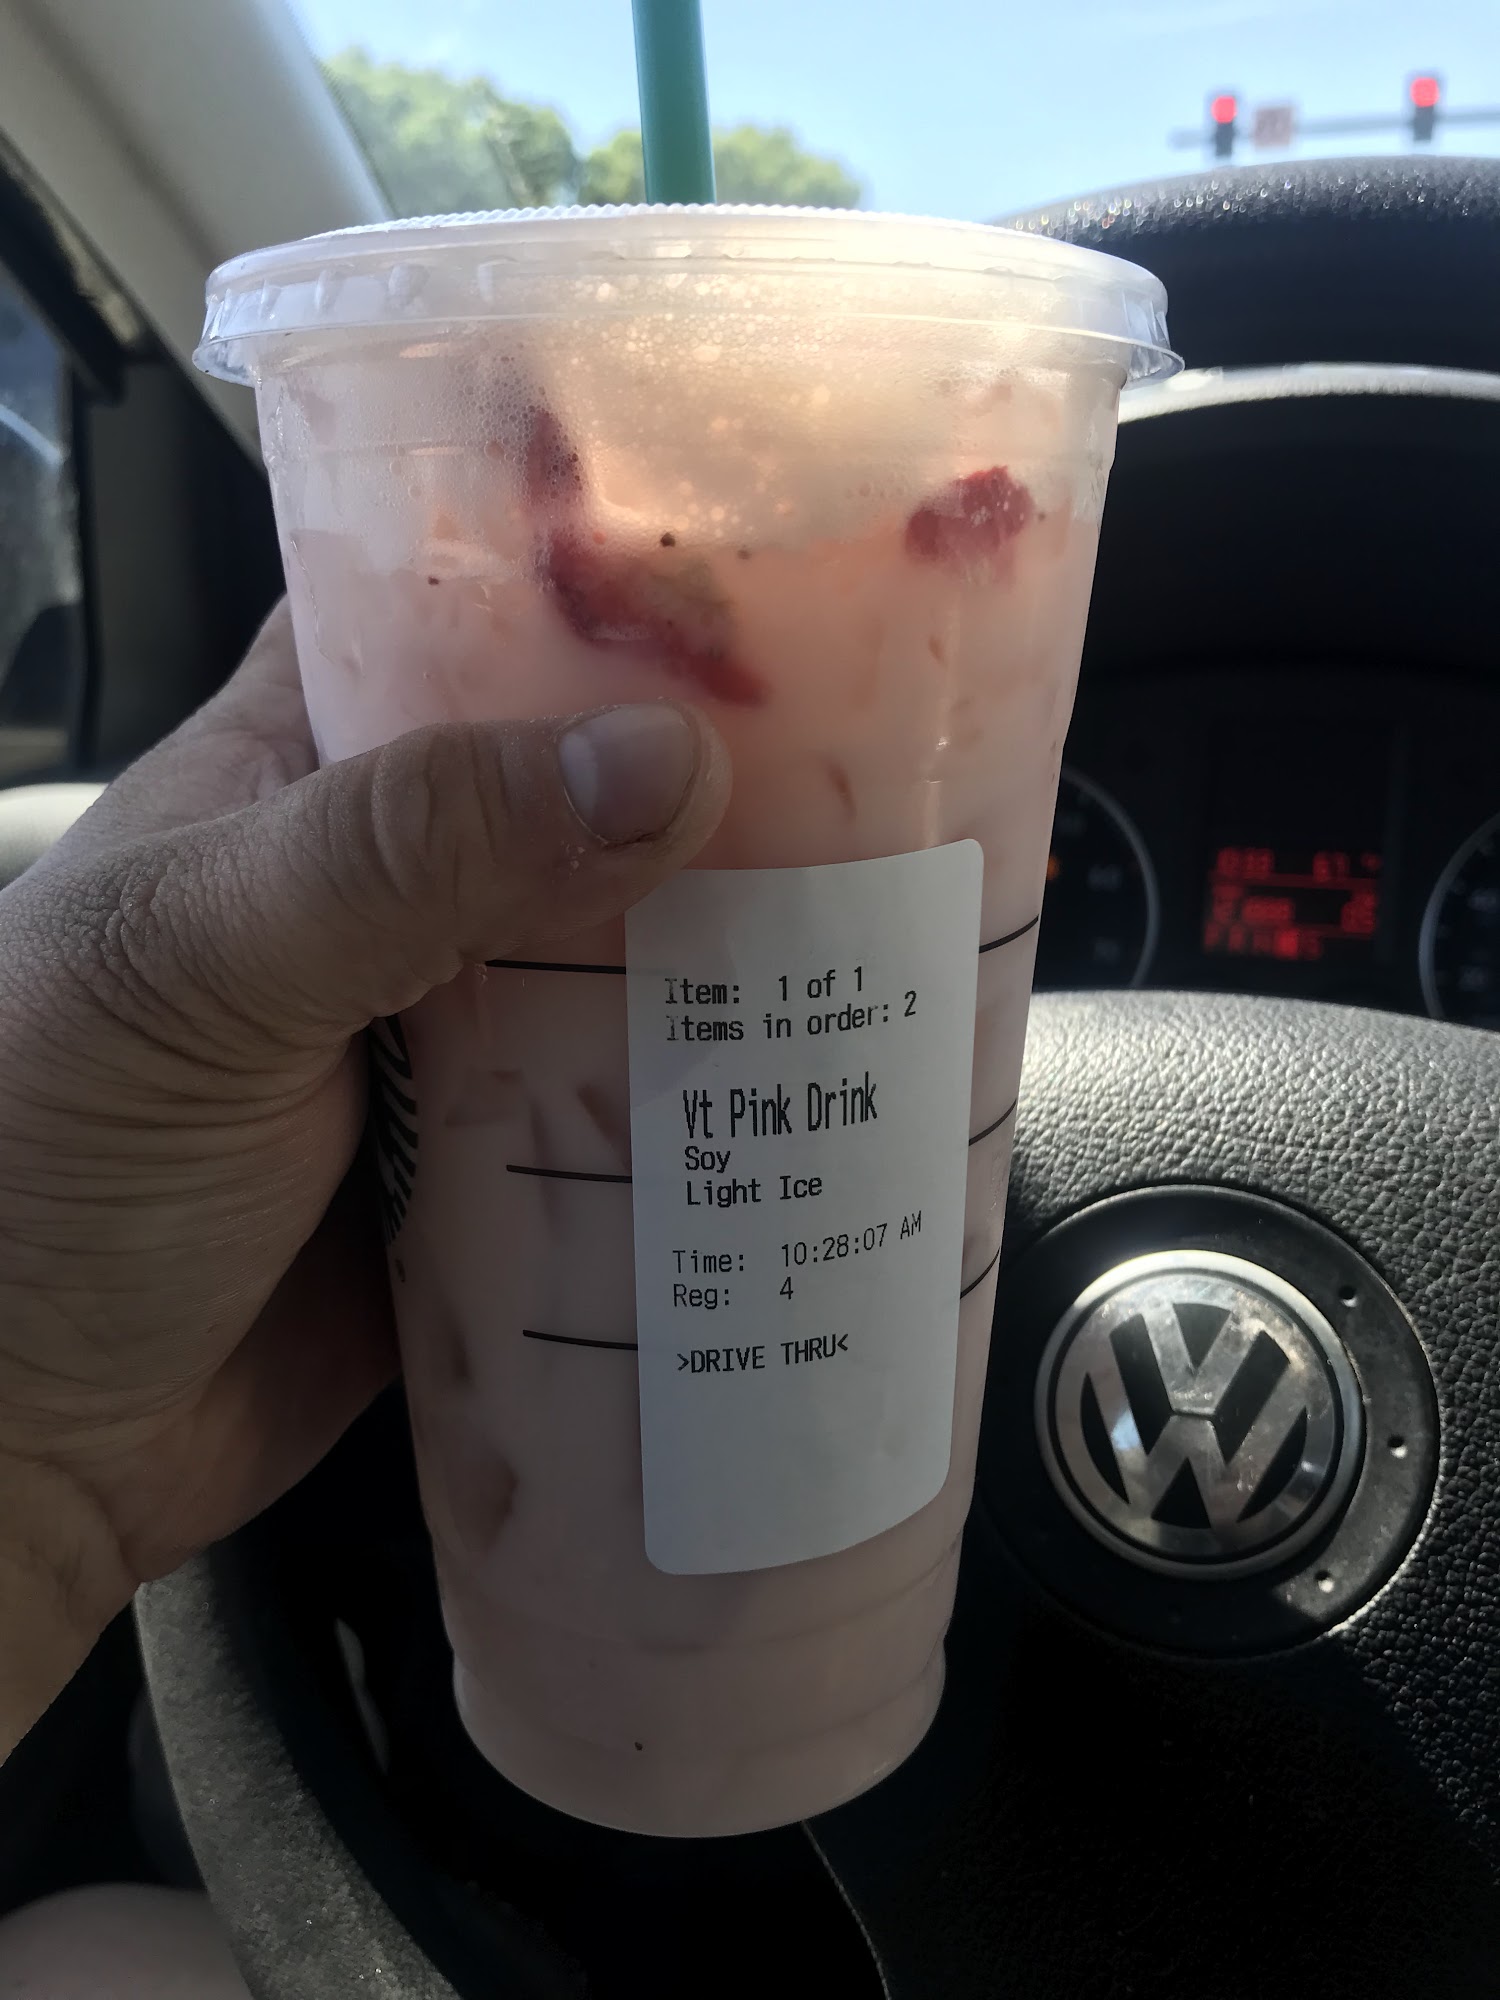 Item: 1 of 1
Items in order: 2
Vt Pink Drink
Soy
Light Ice
Time: 10:28:07 AM
Reg: 4
>DRIVE THRU<